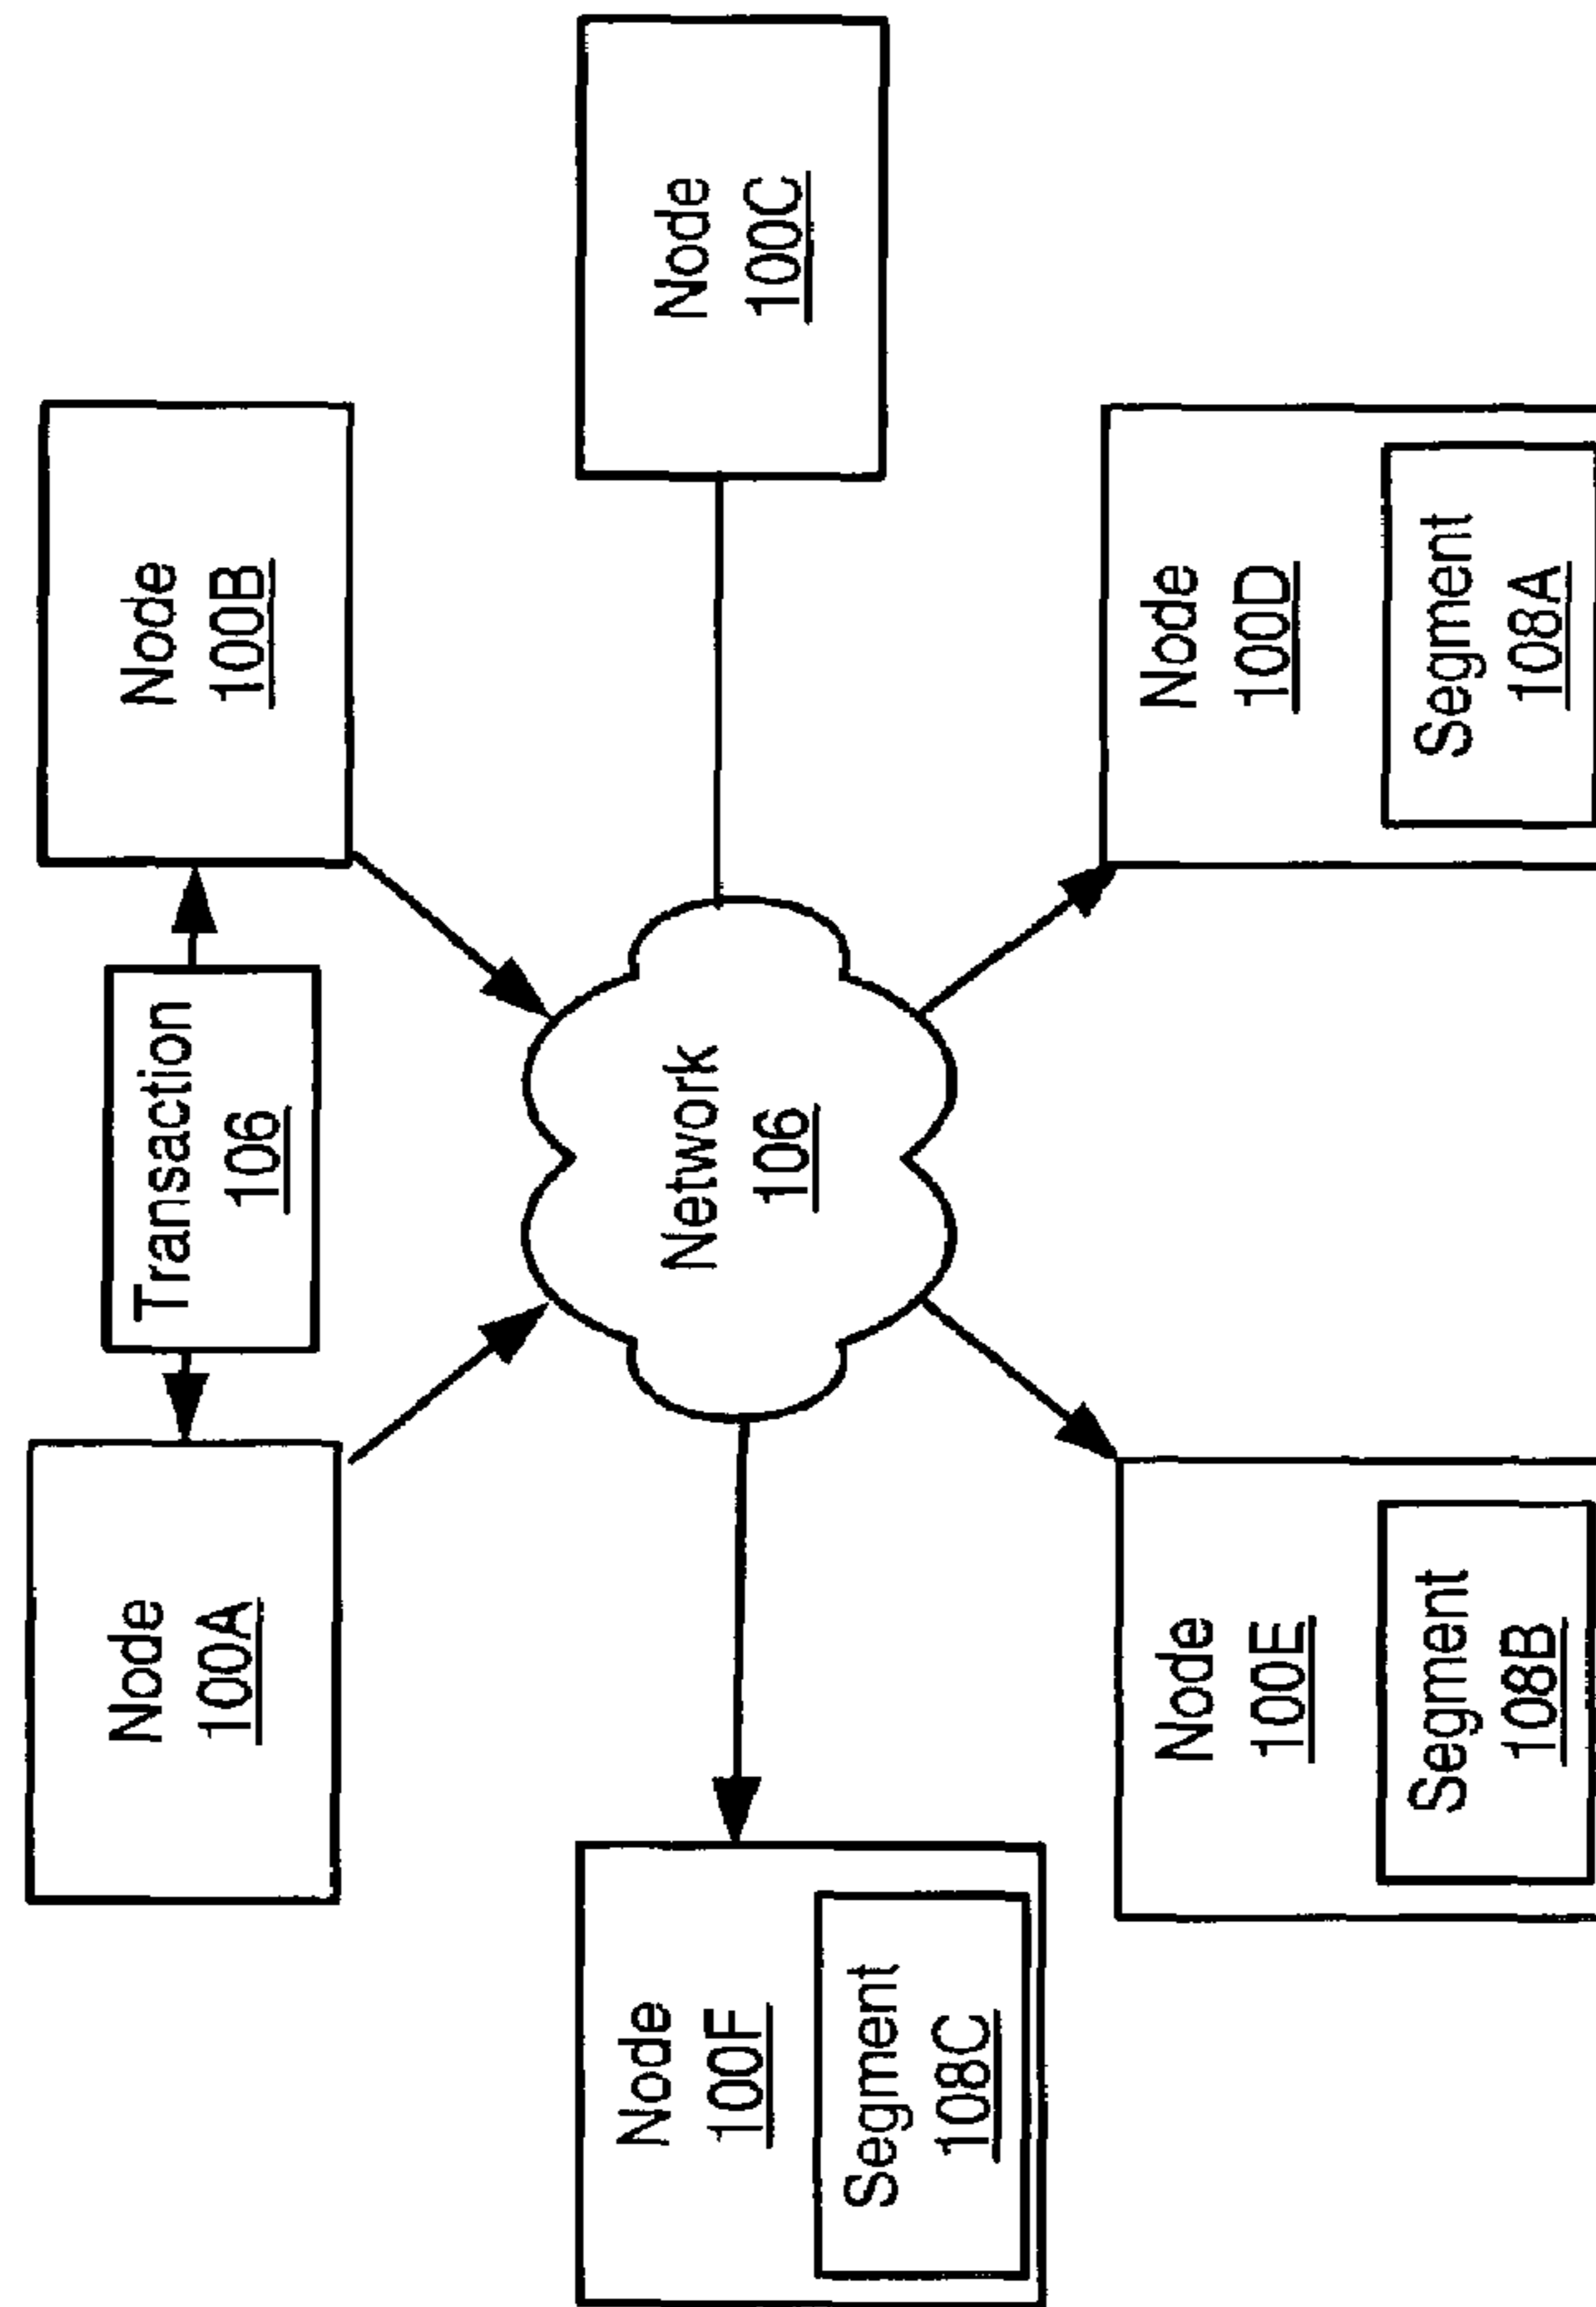 Node
100A
Transaction
106
Node
100B
Node
100F
Segment
108C
Network
106
Node
100C
Node
100E
Segment
108B
Node
100D
Segment
108A